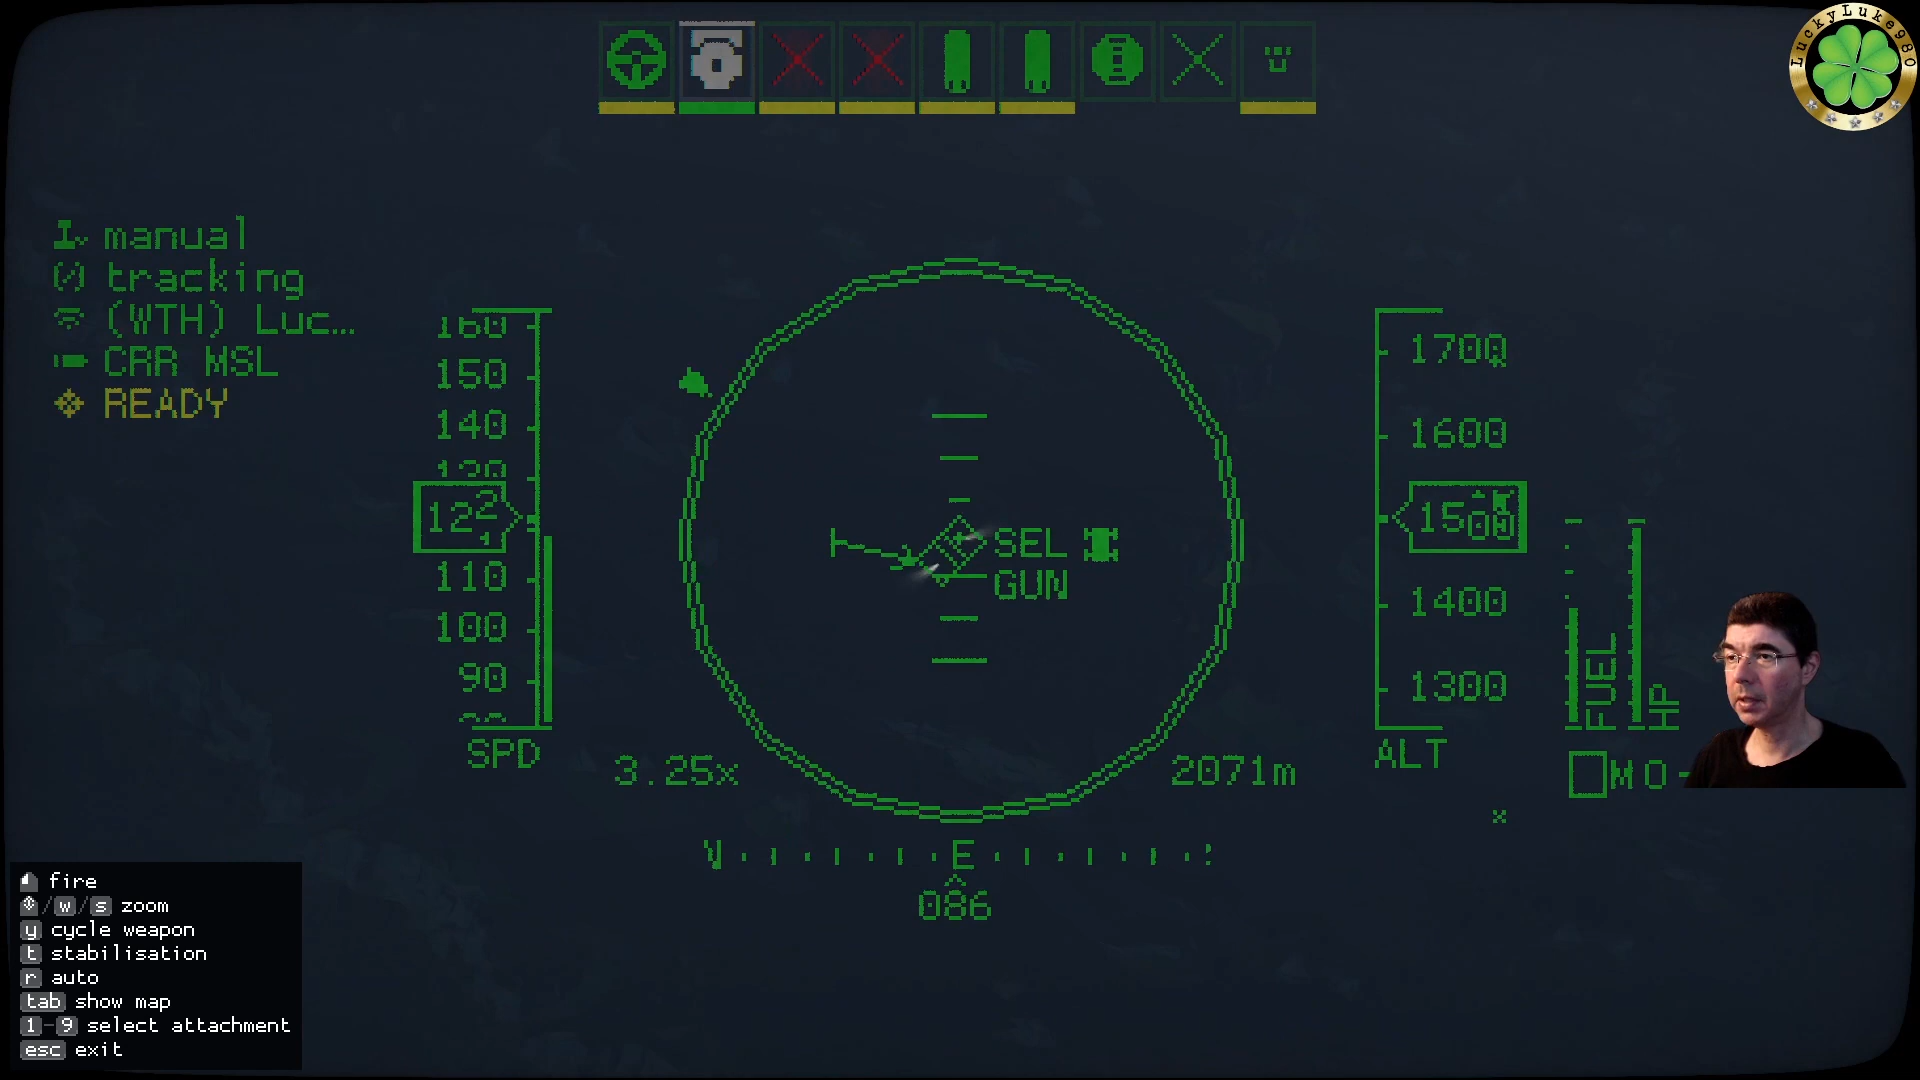 LuckyLuke980
manual
tracking
(WTH) Luc…
CRR MSL
READY
160
150
140
130
110
100
90
SPD
1700
1600
1400
1300
ALT
SEL
GUN
FUEL
HP
3.25x
2071m
E
086
fire
/w/s zoom
y cycle weapon
t stabilisation
r auto
tab show map
1-9 select attachment
esc exit